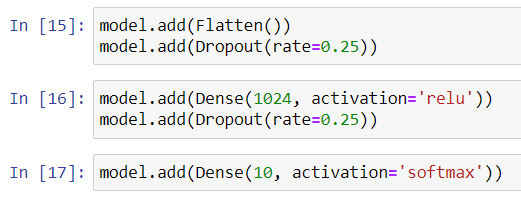 In [15]: model.add(Flatten())
model.add(Dropout(rate=0.25))
In [16]: model.add(Dense(1024, activation='relu'))
model.add(Dropout(rate=0.25))
In [17]: model.add(Dense(10, activation='softmax'))